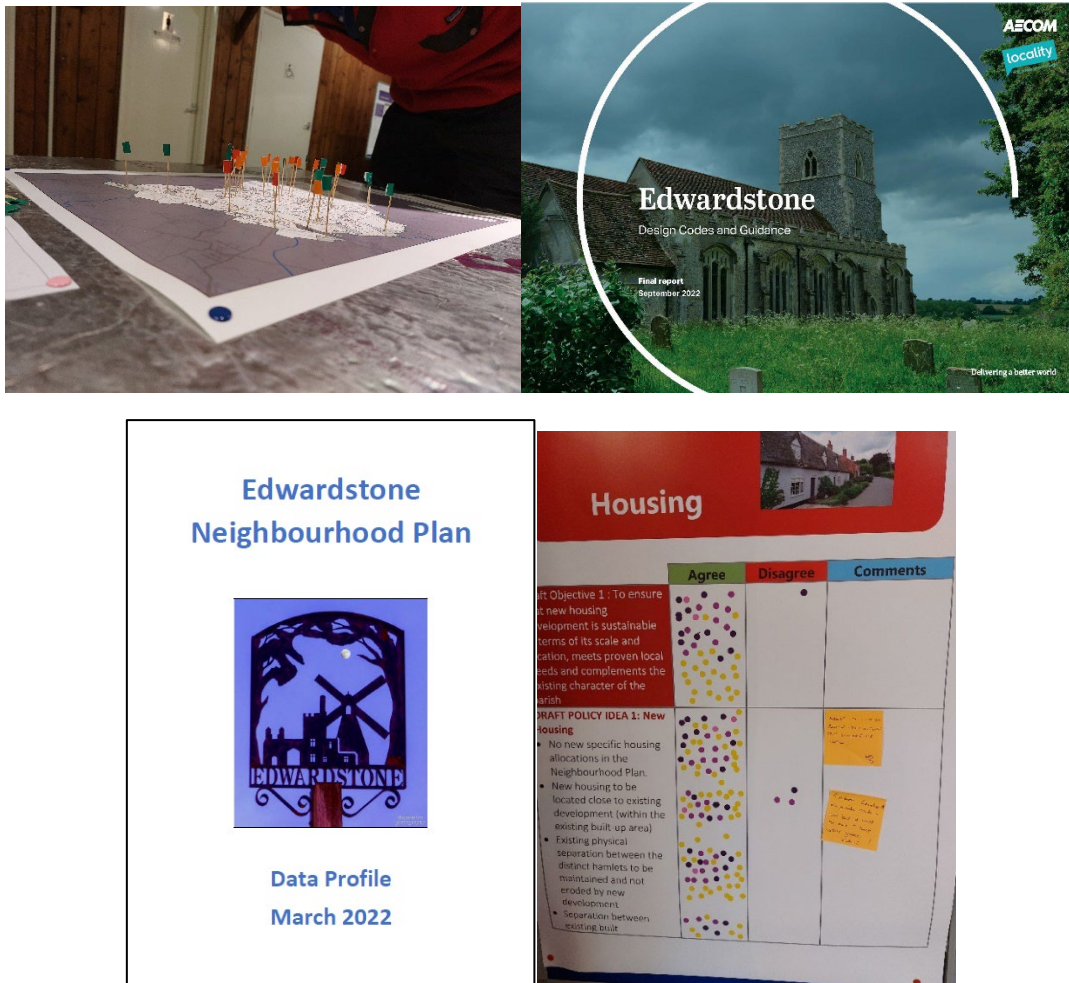 AECOM
locality
Edwardstone
Design Codes and Guidance
Final report
September 2022
Delivering a better world
Edwardstone
Neighbourhood Plan
EDWARDSTONE
Data Profile
March 2022
Housing
Agree
Disagree
Comments
ft Objective 1 : To ensure
t new housing
velopment is sustainable
terms of its scale and
cation, meets proven local
eeds and complements the
xisting character of the
arish
DRAFT POLICY IDEA 1: New
Housing
• No new specific housing
allocations in the
Neighbourhood Plan.
• New housing to be
located close to existing
development (within the
existing built-up area)
• Existing physical
separation between the
distinct hamlets to be
maintained and not
eroded by new
development
• Separation between
existing built